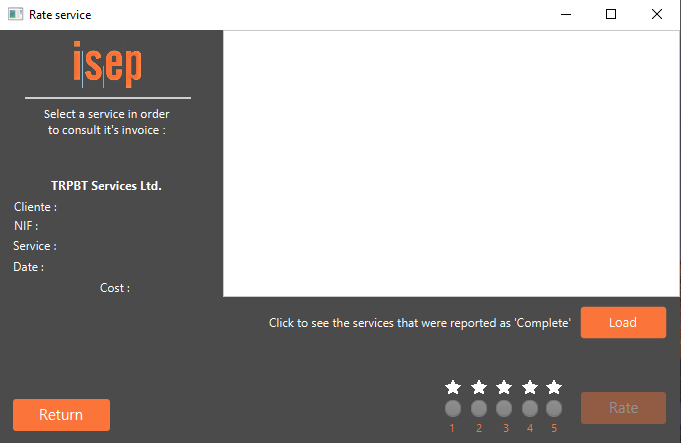 Rate service
isep
Select a service in order
to consult it's invoice :
TRPBT Services Ltd.
Cliente :
NIF :
Service :
Date :
Cost :
Click to see the services that were reported as 'Complete'
Load
Return
1 2 3 4 5
Rate